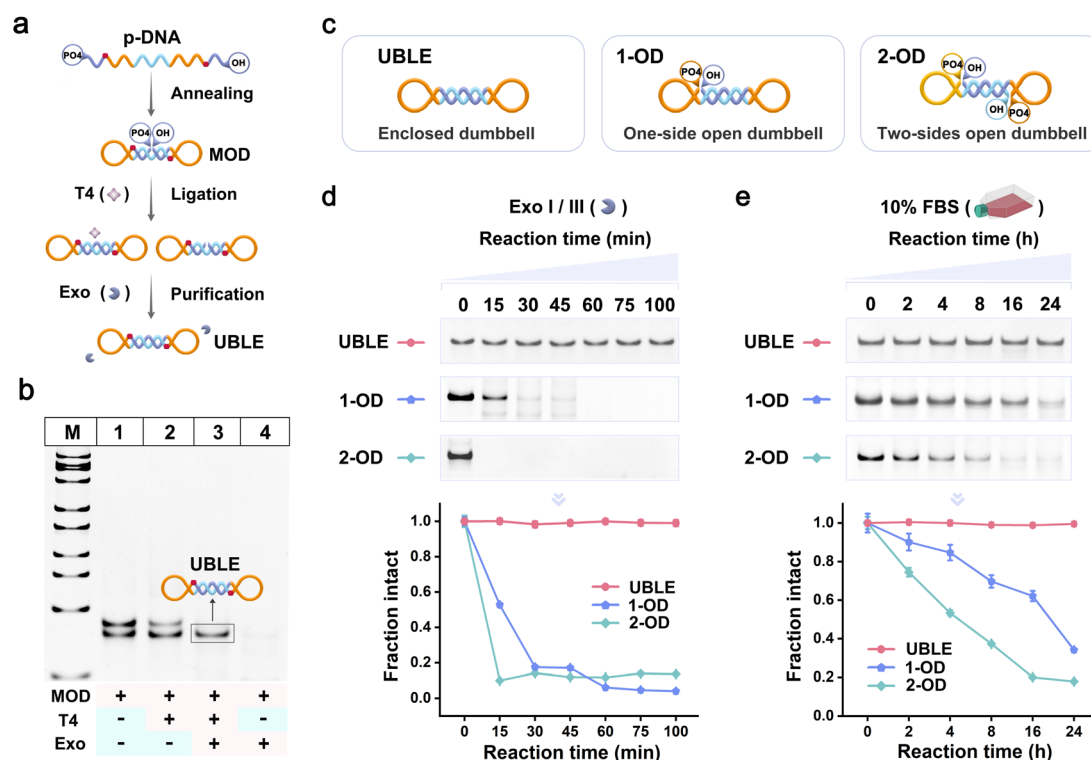 a
p-DNA
PO4
OH
Annealing
PO4 OH
MOD
T4 ( )
Ligation
Exo ( )
Purification
UBLE
b
M 1 2 3 4
UBLE
MOD + + + +
T4 - + + -
Exo - - + +
c
UBLE
Enclosed dumbbell
1-OD
PO4 OH
One-side open dumbbell
2-OD
PO4 OH
OH PO4
Two-sides open dumbbell
d
Exo I / III ( )
Reaction time (min)
0 15 30 45 60 75 100
UBLE
1-OD
2-OD
Fraction intact
1.0
0.8
0.6
0.4
0.2
0.0
UBLE
1-OD
2-OD
0 15 30 45 60 75 100
Reaction time (min)
e
10% FBS ( )
Reaction time (h)
0 2 4 8 16 24
UBLE
1-OD
2-OD
Fraction intact
1.0
0.8
0.6
0.4
0.2
0.0
UBLE
1-OD
2-OD
0 2 4 8 16 24
Reaction time (h)